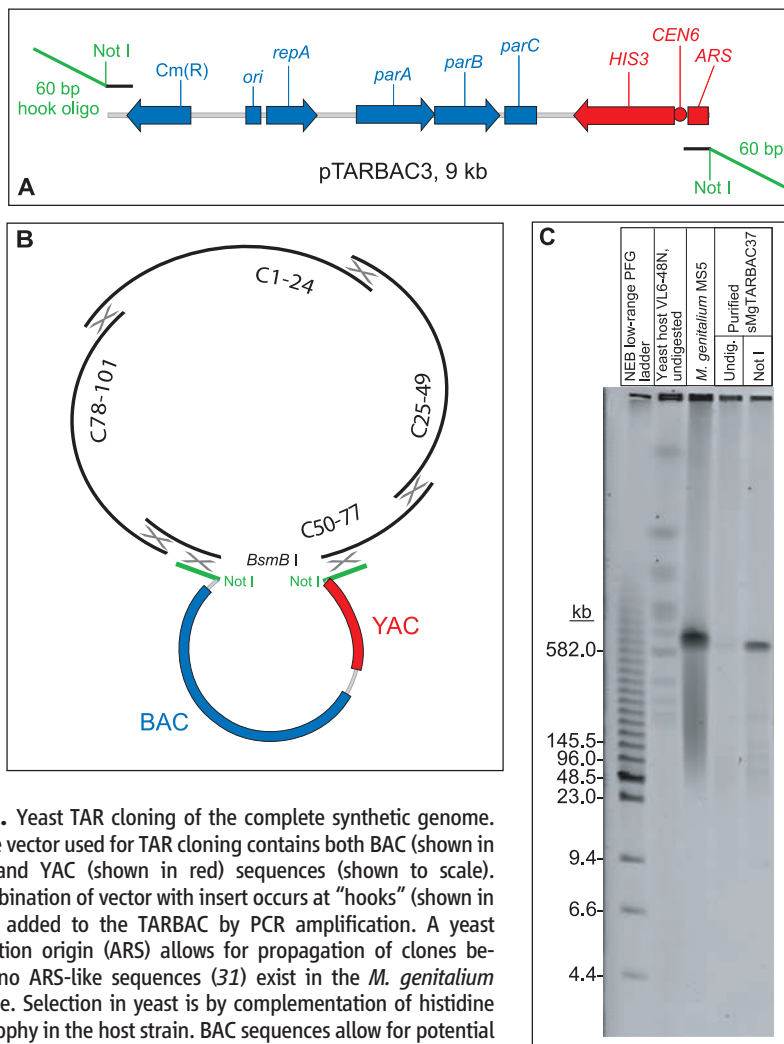 Not I
60 bp
hook oligo
Cm(R)
ori
repA
parA
parB
parC
HIS3
CEN6
ARS
60 bp
Not I
pTARBAC3, 9 kb
A
B
C1-24
C25-49
C50-77
C78-101
BsmB I
Not I
Not I
YAC
BAC
C
NEB low-range PFG
ladder
Yeast host VL6-48N,
undigested
M. genitalium MS5
Purified
sMgTARBAC37
Undig.
Not I
kb
582.0
145.5
96.0
48.5
23.0
9.4
6.6
4.4
. Yeast TAR cloning of the complete synthetic genome.
e vector used for TAR cloning contains both BAC (shown in
and YAC (shown in red) sequences (shown to scale).
bination of vector with insert occurs at “hooks” (shown in
added to the TARBAC by PCR amplification. A yeast
tion origin (ARS) allows for propagation of clones be-
no ARS-like sequences (31) exist in the M. genitalium
e. Selection in yeast is by complementation of histidine
ophy in the host strain. BAC sequences allow for potential